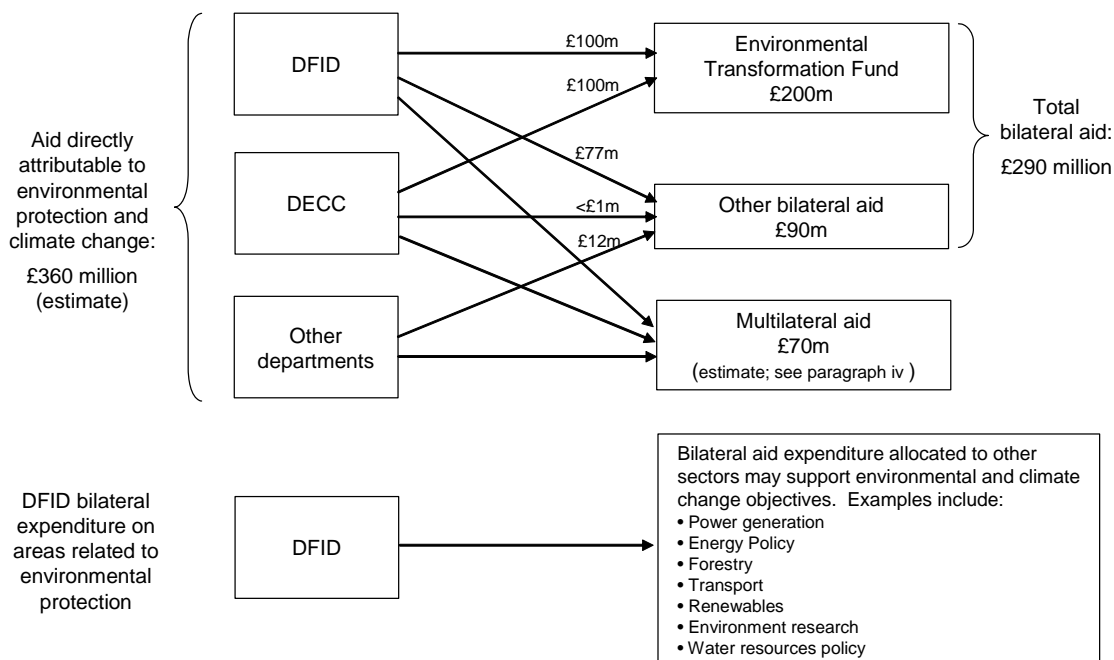 Aid directly
attributable to
environmental
protection and
climate change:
£360 million
(estimate)
DFID
DECC
Other
departments
£100m
£100m
£77m
<£1m
£12m
Environmental
Transformation Fund
£200m
Other bilateral aid
£90m
Multilateral aid
£70m
(estimate; see paragraph iv )
Total
bilateral aid:
£290 million
DFID bilateral
expenditure on
areas related to
environmental
protection
DFID
Bilateral aid expenditure allocated to other
sectors may support environmental and climate
change objectives. Examples include:
• Power generation
• Energy Policy
• Forestry
• Transport
• Renewables
• Environment research
• Water resources policy